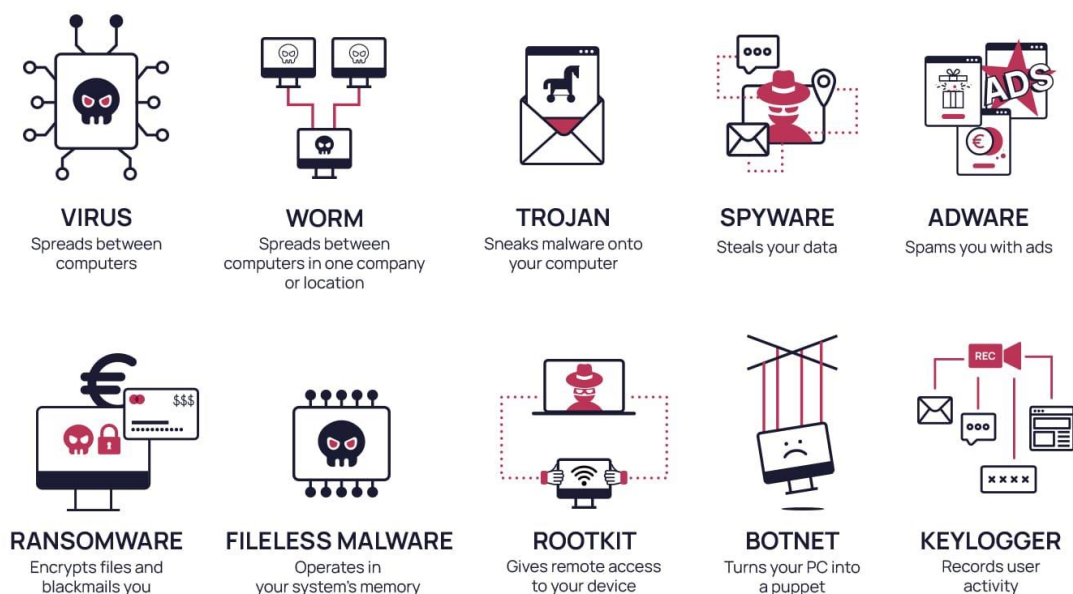 ADS
€
VIRUS
Spreads between
computers
WORM
Spreads between
computers in one company
or location
TROJAN
Sneaks malware onto
your computer
SPYWARE
Steals your data
ADWARE
Spams you with ads
€
$$$
REC
××××
RANSOMWARE
Encrypts files and
blackmails you
FILELESS MALWARE
Operates in
your system's memory
ROOTKIT
Gives remote access
to your device
BOTNET
Turns your PC into
a puppet
KEYLOGGER
Records user
activity